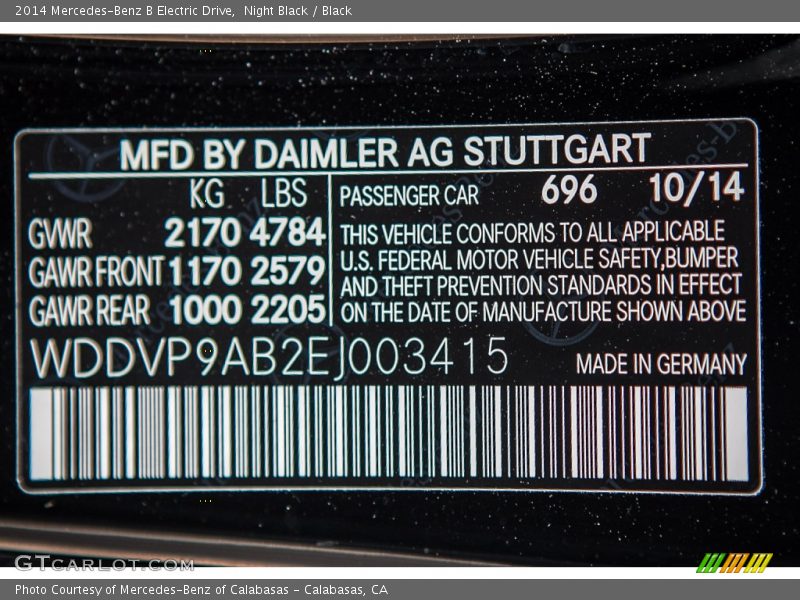 2014 Mercedes-Benz B Electric Drive, Night Black / Black
MFD BY DAIMLER AG STUTTGART
KG LBS
GVWR 2170 4784
GAWR FRONT 1170 2579
GAWR REAR 1000 2205
PASSENGER CAR 696 10/14
THIS VEHICLE CONFORMS TO ALL APPLICABLE
U.S. FEDERAL MOTOR VEHICLE SAFETY,BUMPER
AND THEFT PREVENTION STANDARDS IN EFFECT
ON THE DATE OF MANUFACTURE SHOWN ABOVE
WDDVP9AB2EJ003415 MADE IN GERMANY
GTCARLOT.COM
Photo Courtesy of Mercedes-Benz of Calabasas - Calabasas, CA